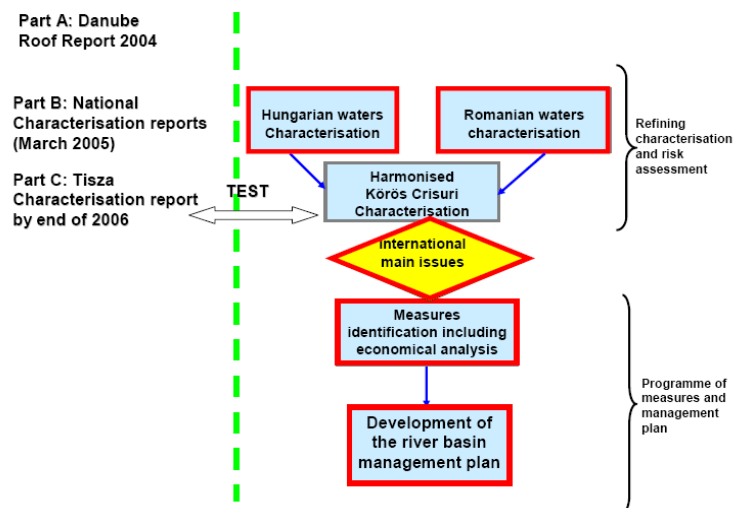 Part A: Danube
Roof Report 2004
Part B: National
Characterisation reports
(March 2005)
Part C: Tisza
Characterisation report
by end of 2006
TEST
Hungarian waters
Characterisation
Romanian waters
characterisation
Harmonised
Körös Crisuri
Characterisation
International
main issues
Measures
identification including
economical analysis
Development of
the river basin
management plan
Refining
characterisation
and risk
assessment
Programme of
measures and
management
plan